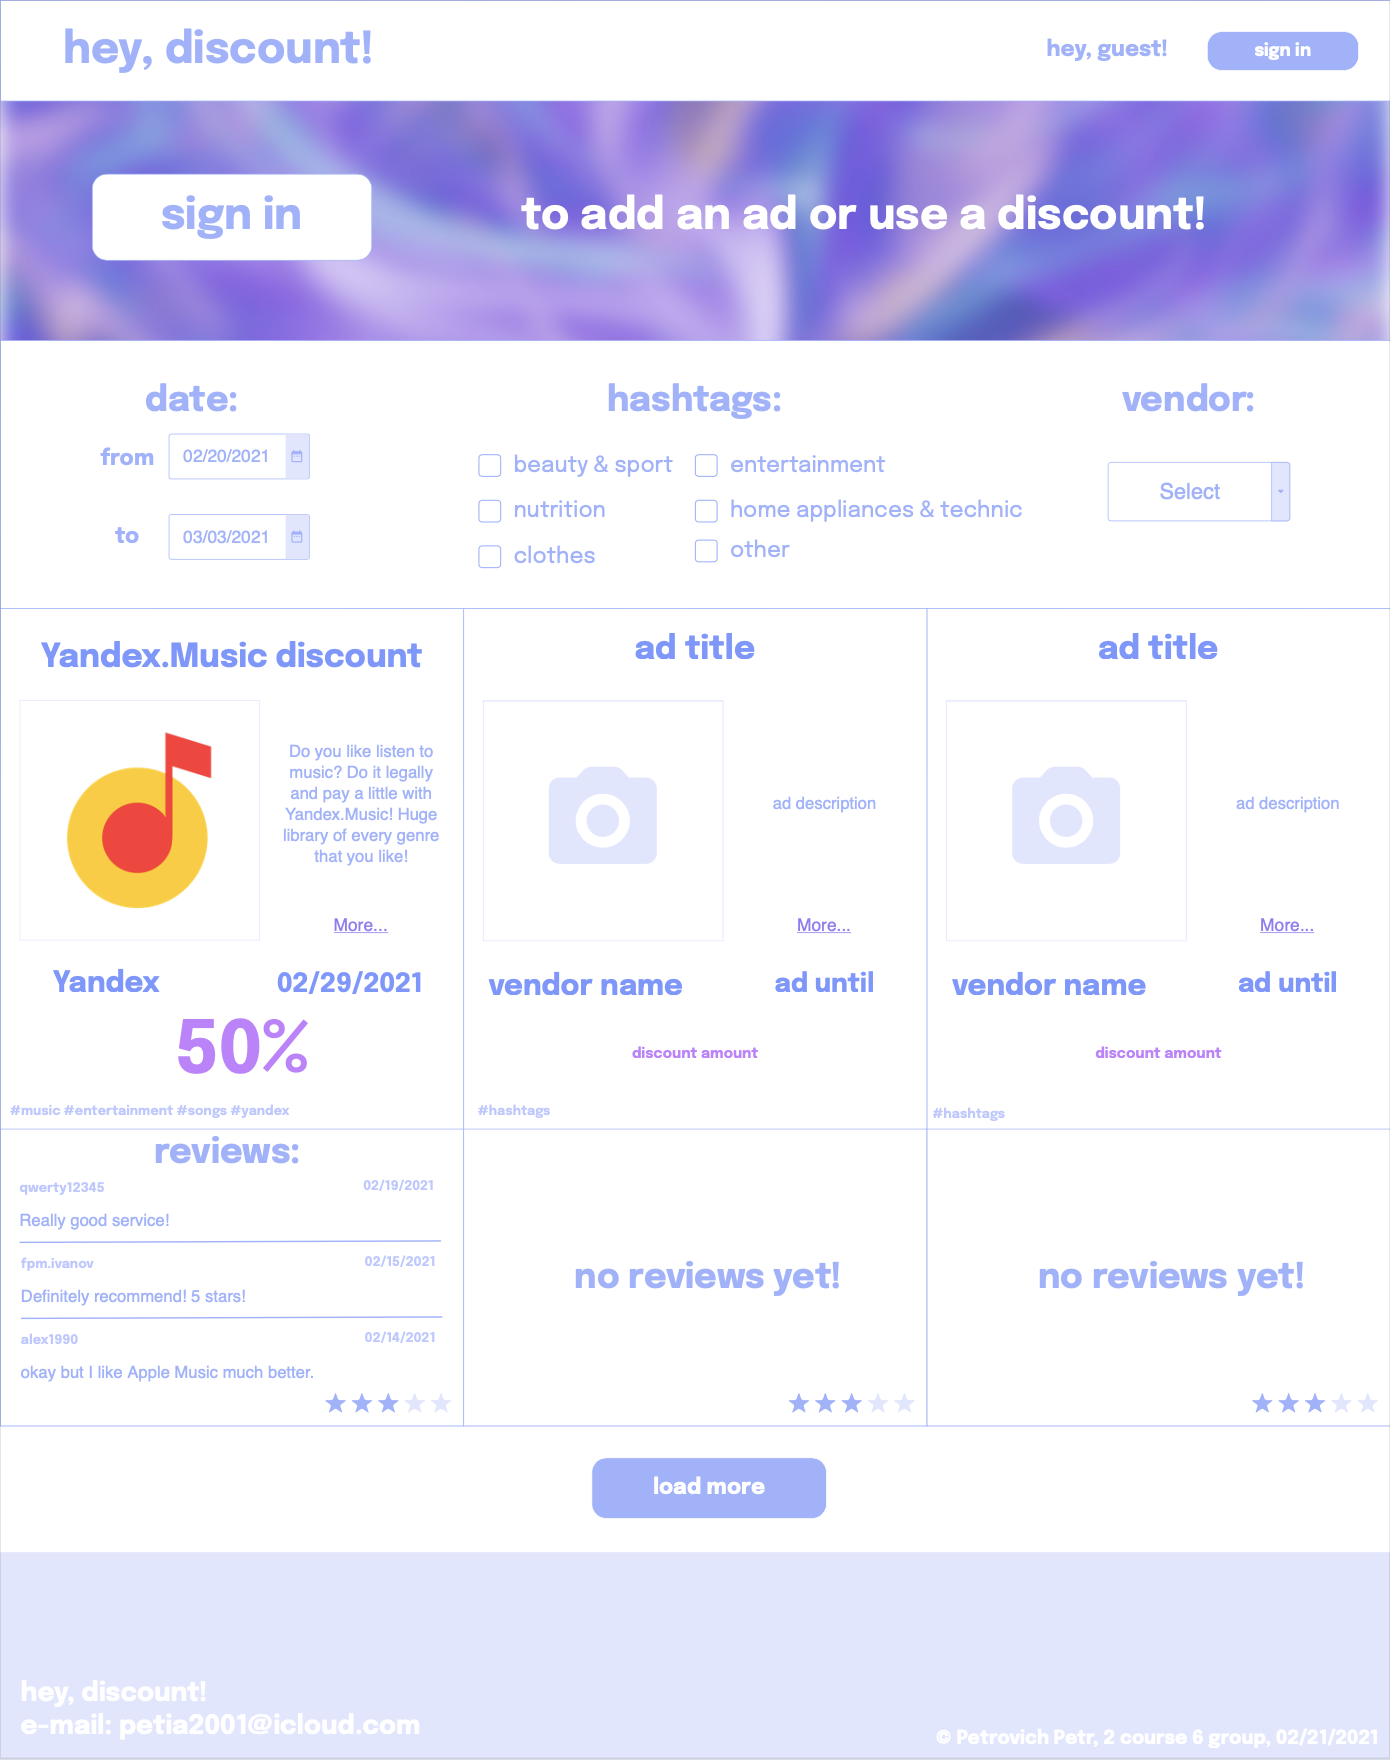 hey, discount!
hey, guest!
sign in
sign in
to add an ad or use a discount!
date:
from
02/20/2021
to
03/03/2021
hashtags:
beauty & sport
entertainment
nutrition
home appliances & technic
clothes
other
vendor:
Select
Yandex.Music discount
Do you like listen to
music? Do it legally
and pay a little with
Yandex.Music! Huge
library of every genre
that you like!
More...
Yandex
02/29/2021
50%
#music #entertainment #songs #yandex
ad title
ad description
More...
vendor name
ad until
discount amount
#hashtags
ad title
ad description
More...
vendor name
ad until
discount amount
#hashtags
reviews:
qwerty12345
02/19/2021
Really good service!
fpm.ivanov
02/15/2021
Definitely recommend! 5 stars!
alex1990
02/14/2021
okay but I like Apple Music much better.
no reviews yet!
no reviews yet!
load more
hey, discount!
e-mail: petia2001@icloud.com
© Petrovich Petr, 2 course 6 group, 02/21/2021